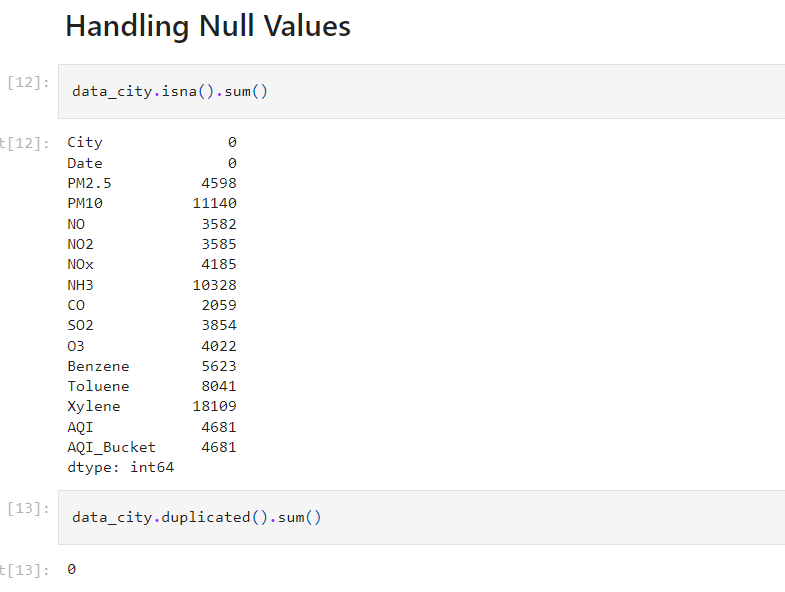 Handling Null Values
[12]:
data_city.isna().sum()
t[12]:
City 0
Date 0
PM2.5 4598
PM10 11140
NO 3582
NO2 3585
NOx 4185
NH3 10328
CO 2059
SO2 3854
O3 4022
Benzene 5623
Toluene 8041
Xylene 18109
AQI 4681
AQI_Bucket 4681
dtype: int64
[13]:
data_city.duplicated().sum()
t[13]:
0